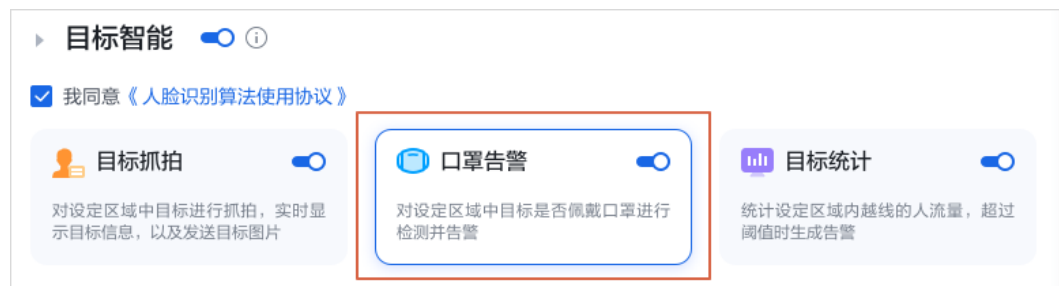 目标智能
我同意《人脸识别算法使用协议》
目标抓拍
对设定区域中目标进行抓拍，实时显
示目标信息，以及发送目标图片
口罩告警
对设定区域中目标是否佩戴口罩进行
检测并告警
目标统计
统计设定区域内越线的人流量，超过
阈值时生成告警